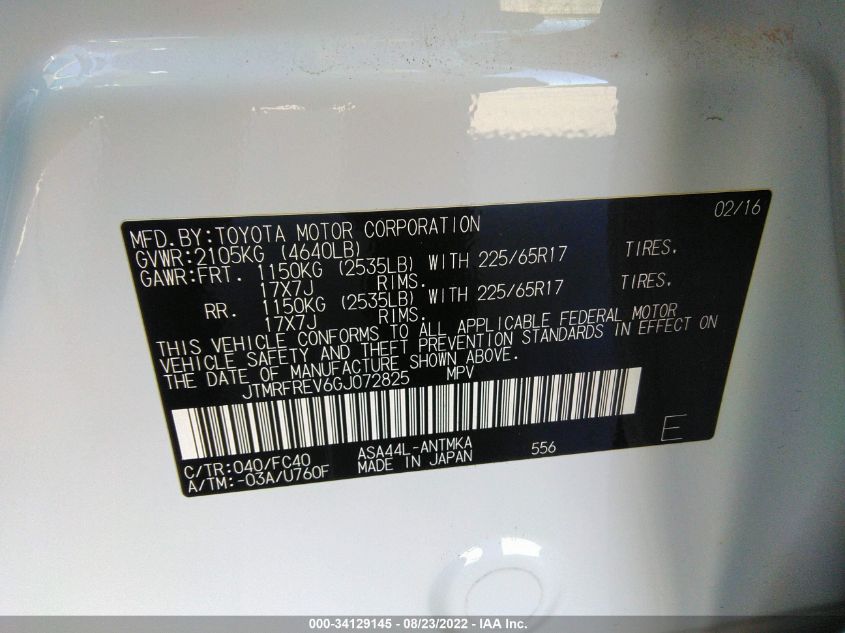 02/16
MFD.BY:TOYOTA MOTOR CORPORATION
GVWR:2105KG (4640LB)
GAWR:FRT. 1150KG (2535LB) WITH 225/65R17 TIRES.
17X7J RIMS.
RR. 1150KG (2535LB) WITH 225/65R17 TIRES.
17X7J RIMS.
THIS VEHICLE CONFORMS TO ALL APPLICABLE FEDERAL MOTOR
VEHICLE SAFETY AND THEFT PREVENTION STANDARDS IN EFFECT ON
THE DATE OF MANUFACTURE SHOWN ABOVE.
JTMRFREV6GJ072825 MPV
C/TR:040/FC40 ASA44L-ANTMKA 556 E
A/TM:-03A/U760F MADE IN JAPAN
000-34129145 - 08/23/2022 - IAA Inc.